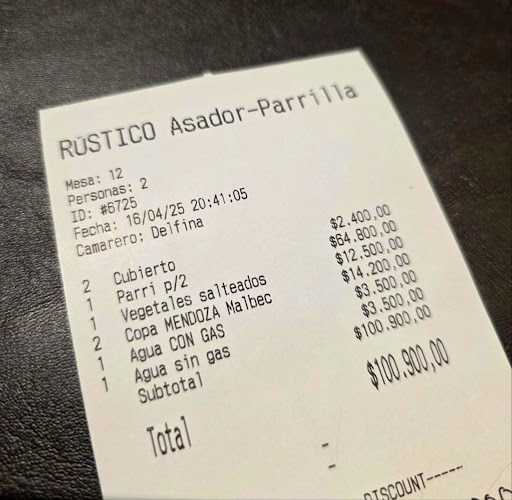 RÚSTICO Asador-Parrilla
Mesa: 12
Personas: 2
ID: #6725
Fecha: 16/04/25 20:41:05
Camarero: Delfina
2 Cubierto $2.400,00
1 Parri p/2 $64.800,00
1 Vegetales salteados $12.500,00
2 Copa MENDOZA Malbec $14.200,00
1 Agua CON GAS $3.500,00
1 Agua sin gas $3.500,00
Subtotal $100.900,00
Total $100.900,00
-
-
DISCOUNT-----